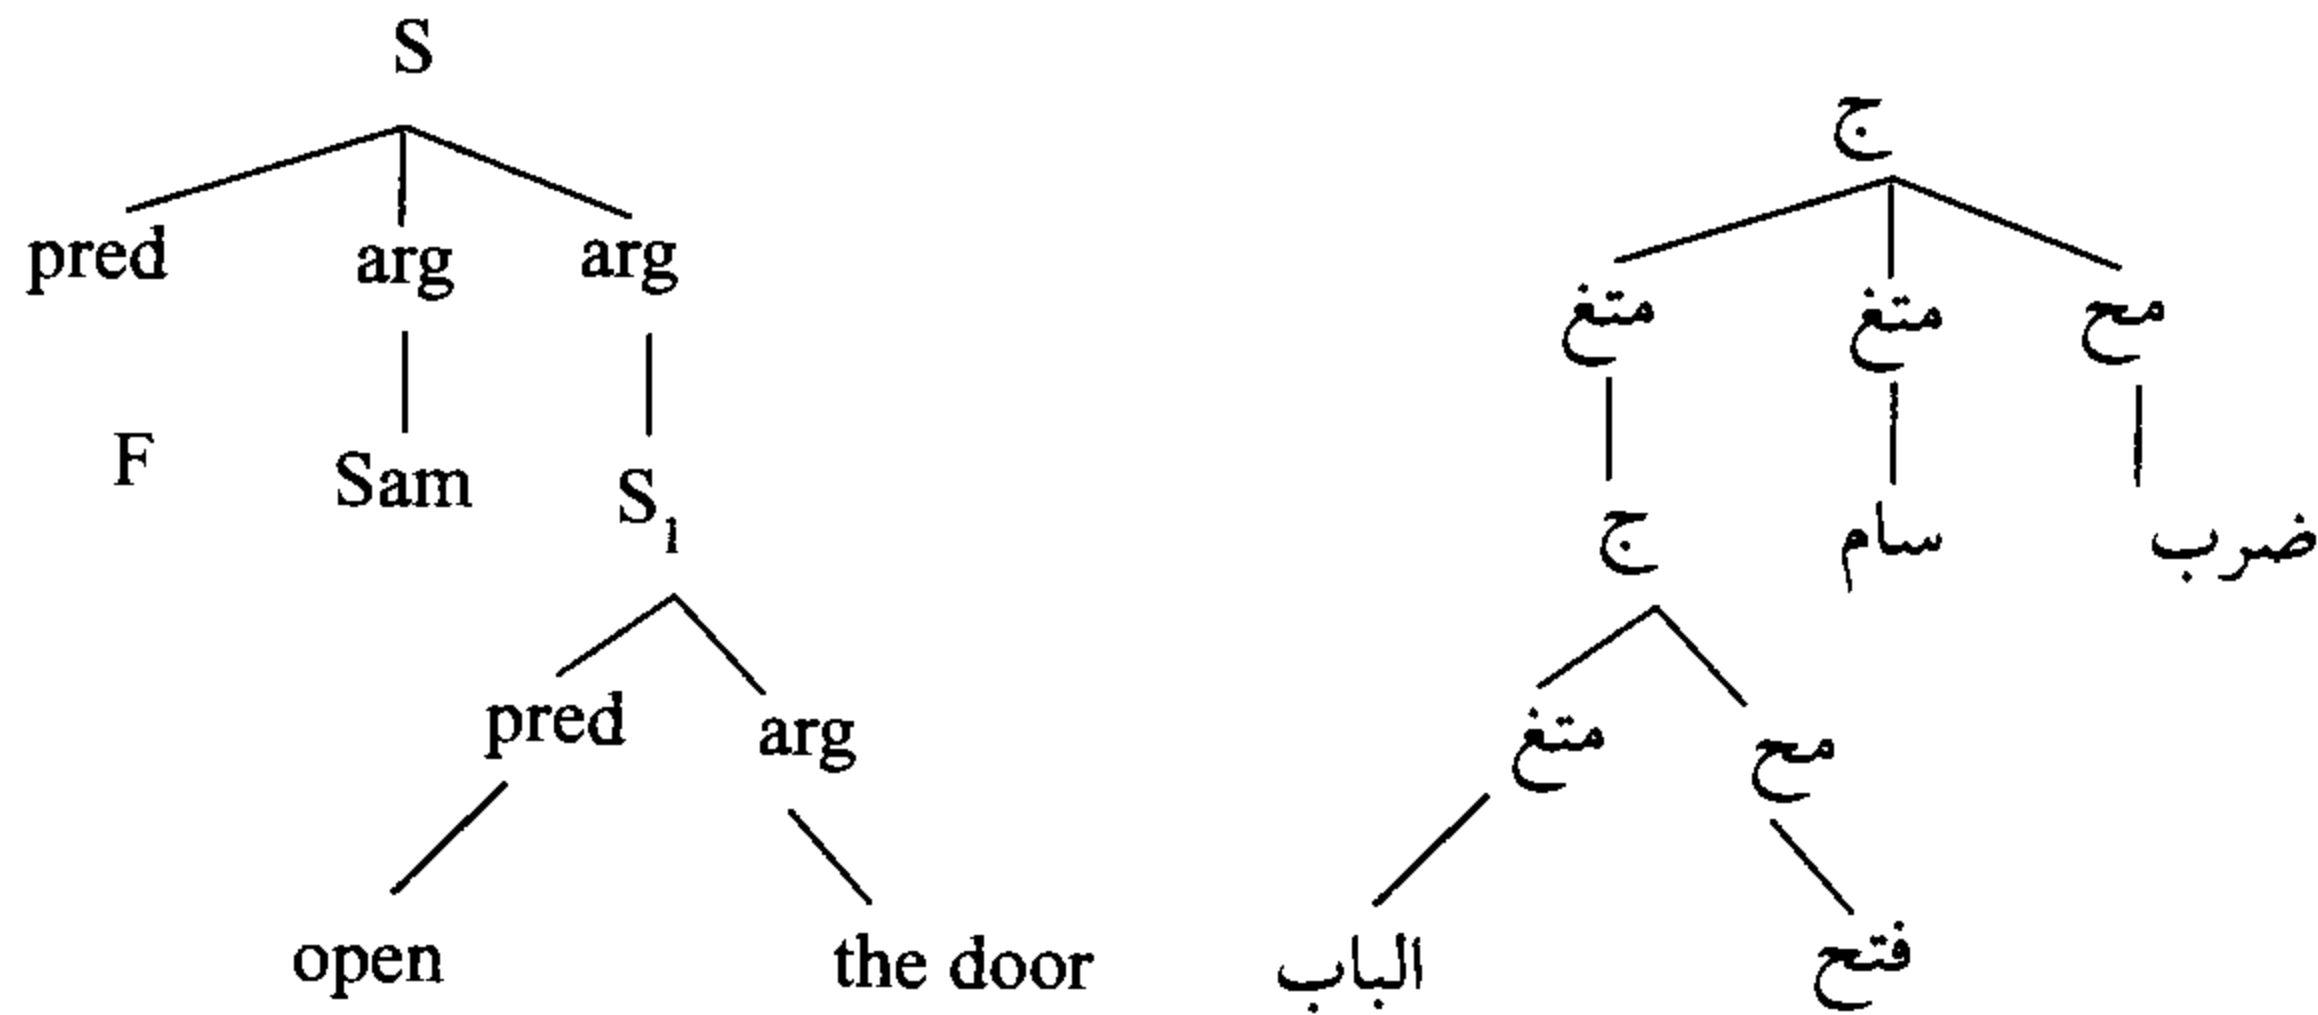 S
pred arg arg
F Sam S₁
pred arg
open the door
ج
مح متغ متغ
ضرب سام ج
مح متغ
فتح الباب